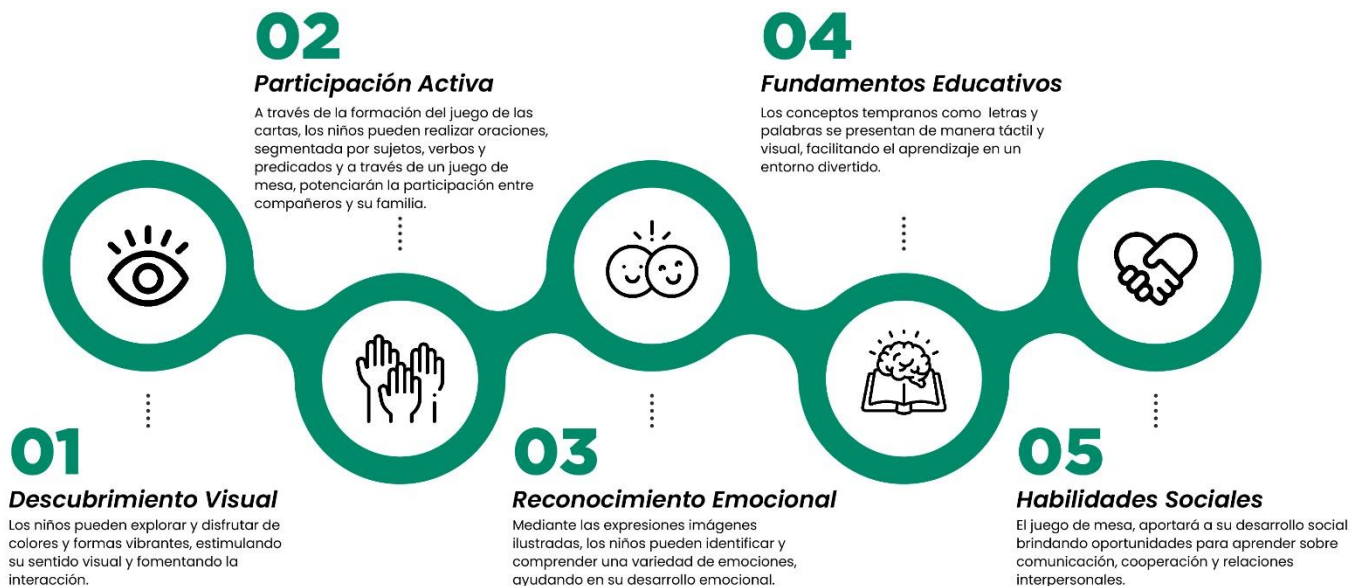 01
Descubrimiento Visual
Los niños pueden explorar y disfrutar de
colores y formas vibrantes, estimulando
su sentido visual y fomentando la
interacción.
02
Participación Activa
A través de la formación del juego de las
cartas, los niños pueden realizar oraciones,
segmentada por sujetos, verbos y
predicados y a través de un juego de
mesa, potenciarán la participación entre
compañeros y su familia.
03
Reconocimiento Emocional
Mediante las expresiones imágenes
ilustradas, los niños pueden identificar y
comprender una variedad de emociones,
ayudando en su desarrollo emocional.
04
Fundamentos Educativos
Los conceptos tempranos como letras y
palabras se presentan de manera táctil y
visual, facilitando el aprendizaje en un
entorno divertido.
05
Habilidades Sociales
El juego de mesa, aportará a su desarrollo social
brindando oportunidades para aprender sobre
comunicación, cooperación y relaciones
interpersonales.